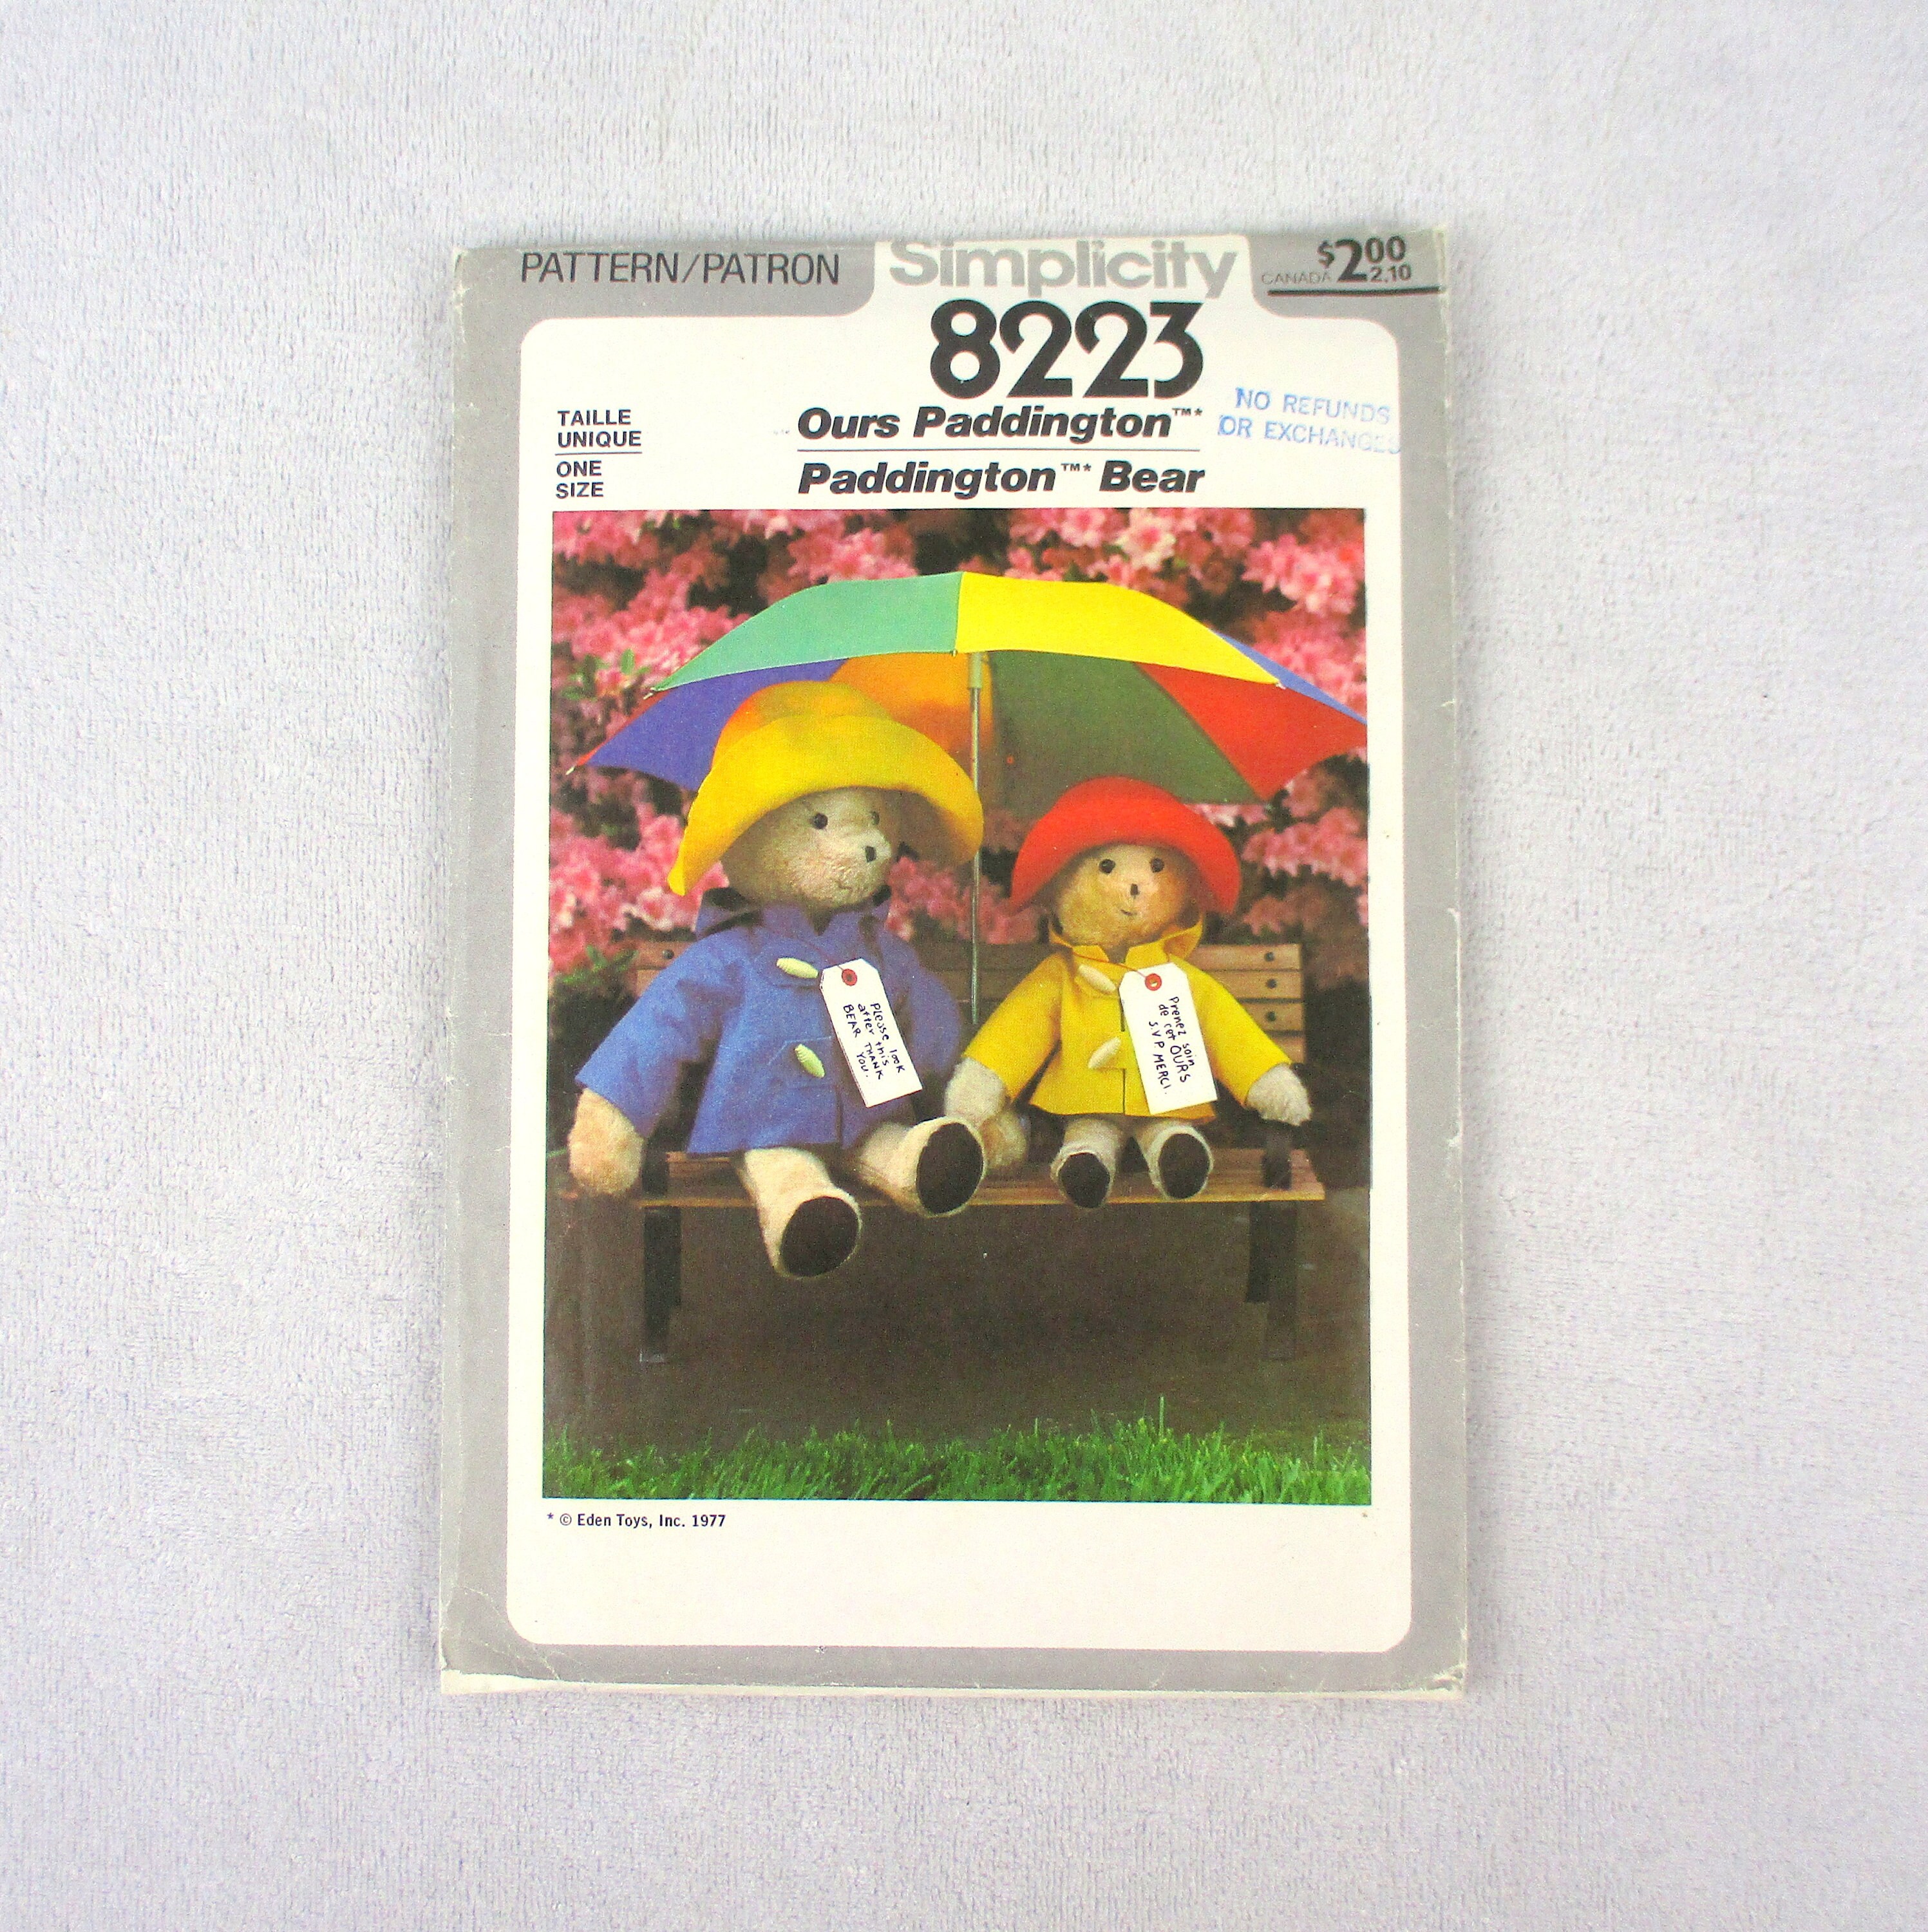 PATTERN/PATRON
Simplicity
$2.00
CANADA 2.10
8223
TAILLE
UNIQUE
ONE
SIZE
Ours Paddington™*
Paddington™* Bear
NO REFUNDS
OR EXCHANGES
Please look
after this
BEAR THANK
YOU.
Prenez soin
de cet OURS
S.V.P MERCI.
* © Eden Toys, Inc. 1977